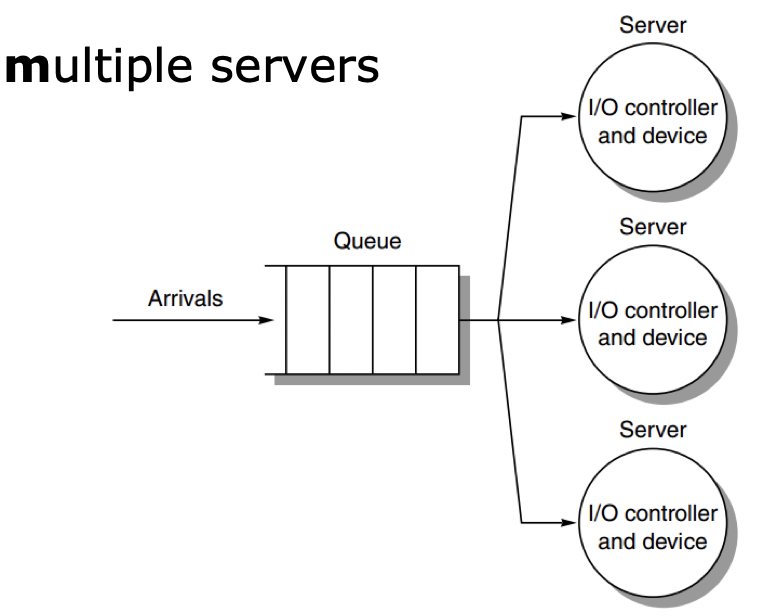 multiple servers
Server
I/O controller
and device
Queue
Arrivals
Server
I/O controller
and device
Server
I/O controller
and device